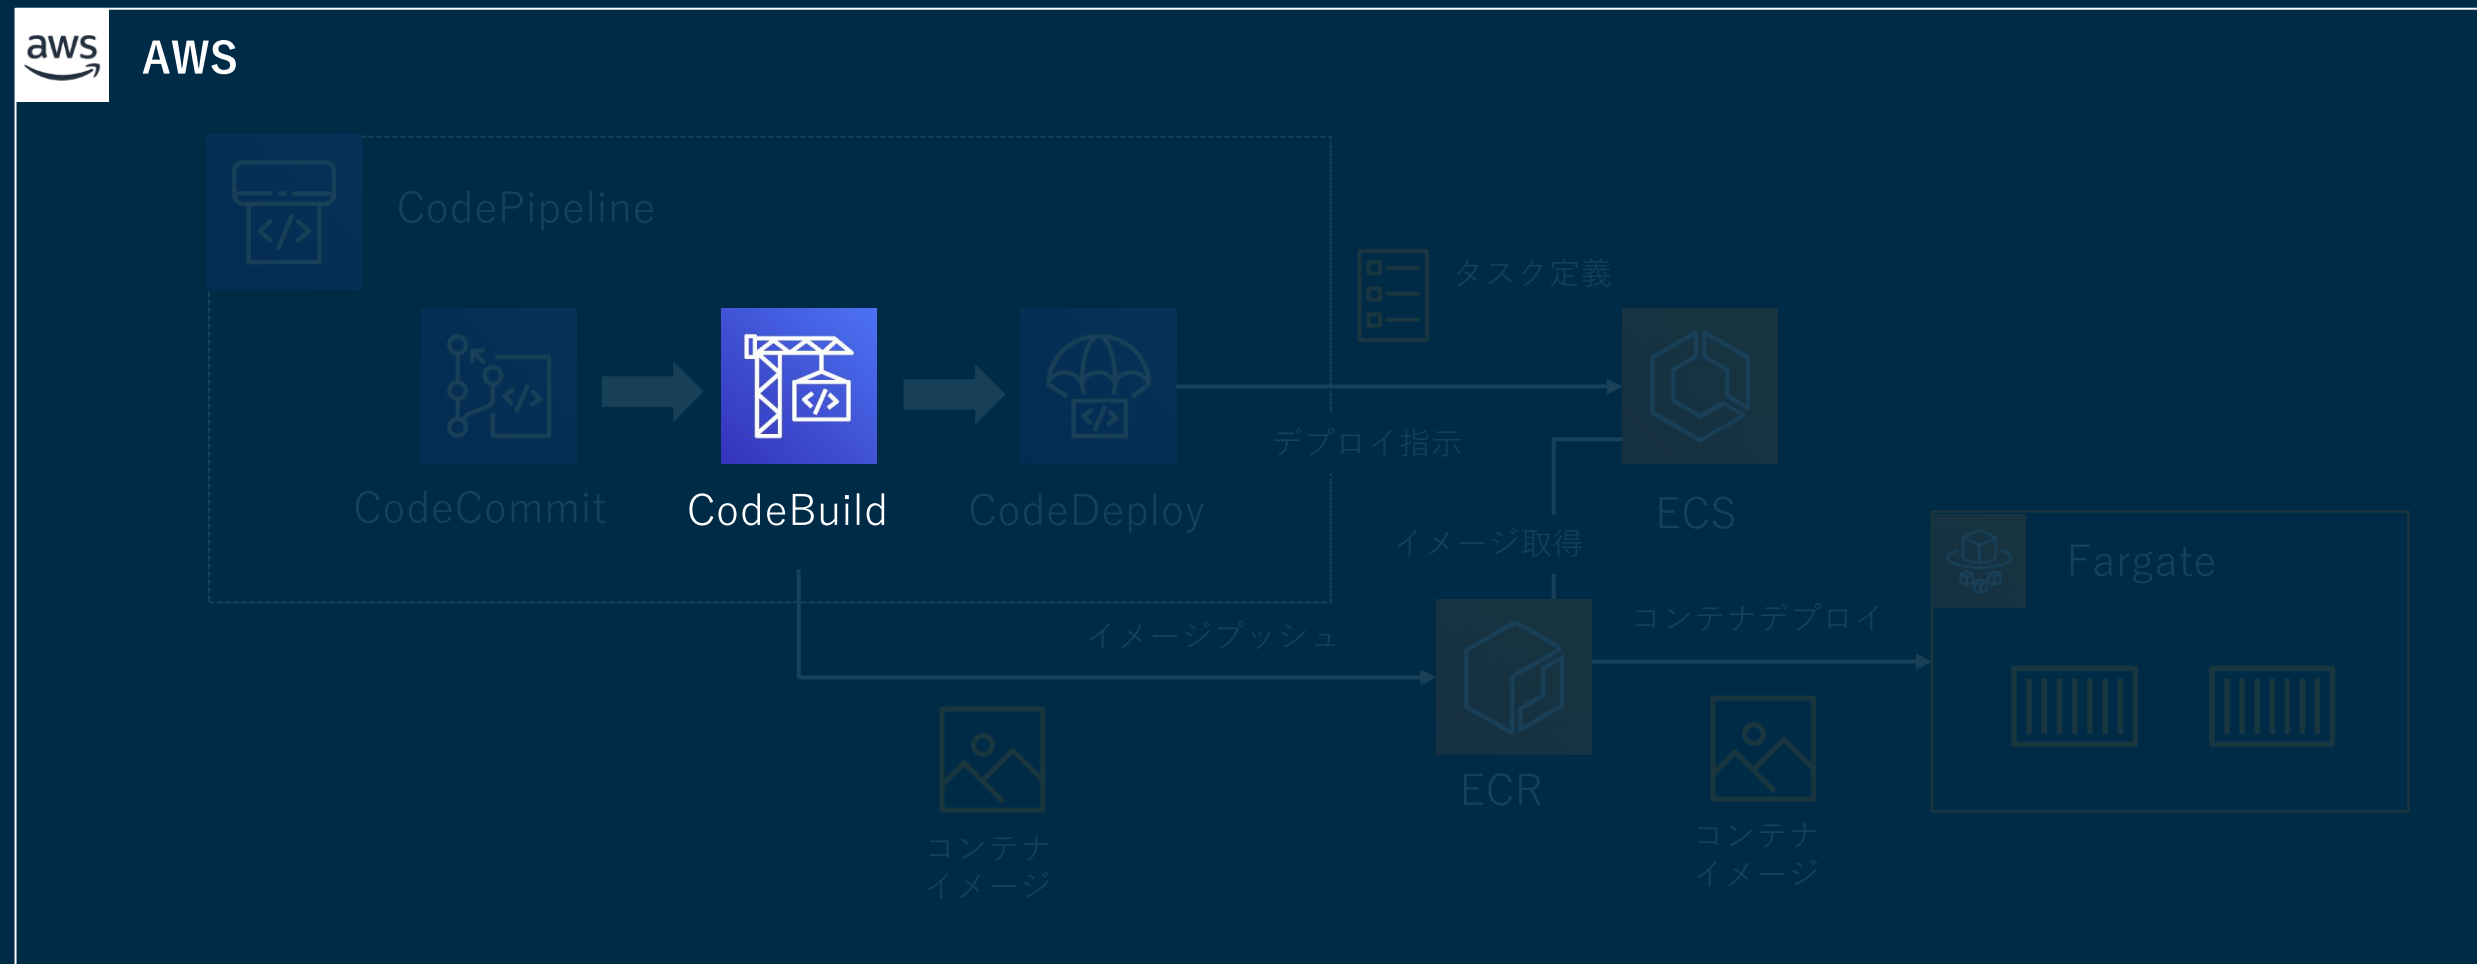 aws
AWS
CodePipeline
タスク定義
デプロイ指示
CodeCommit
CodeBuild
CodeDeploy
ECS
イメージ取得
Fargate
コンテナデプロイ
イメージプッシュ
ECR
コンテナ
イメージ
コンテナ
イメージ